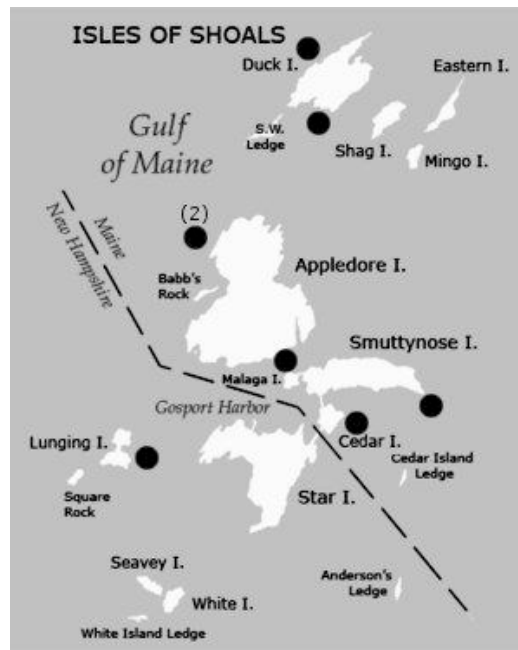 ISLES OF SHOALS
Duck I.
Eastern I.
S.W.
Ledge
Shag I.
Mingo I.
Gulf
of Maine
(2)
Maine
New Hampshire
Babb's
Rock
Appledore I.
Smuttynose I.
Malaga I.
Gosport Harbor
Lunging I.
Cedar I.
Cedar Island
Ledge
Square
Rock
Star I.
Seavey I.
Anderson's
Ledge
White I.
White Island Ledge